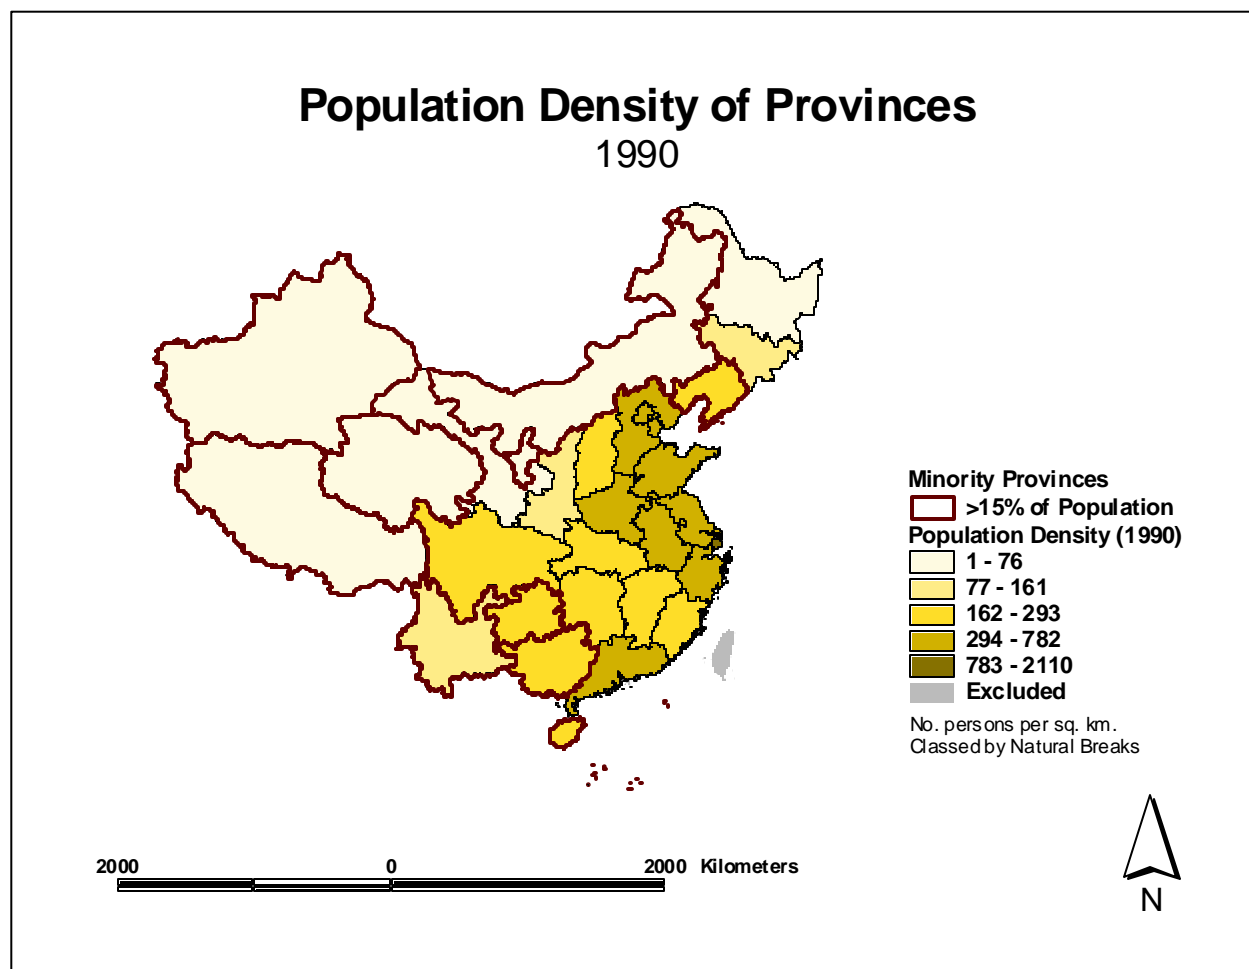 Population Density of Provinces
1990
Minority Provinces
>15% of Population
Population Density (1990)
1 - 76
77 - 161
162 - 293
294 - 782
783 - 2110
Excluded
No. persons per sq. km.
Classed by Natural Breaks
2000 0 2000 Kilometers
N